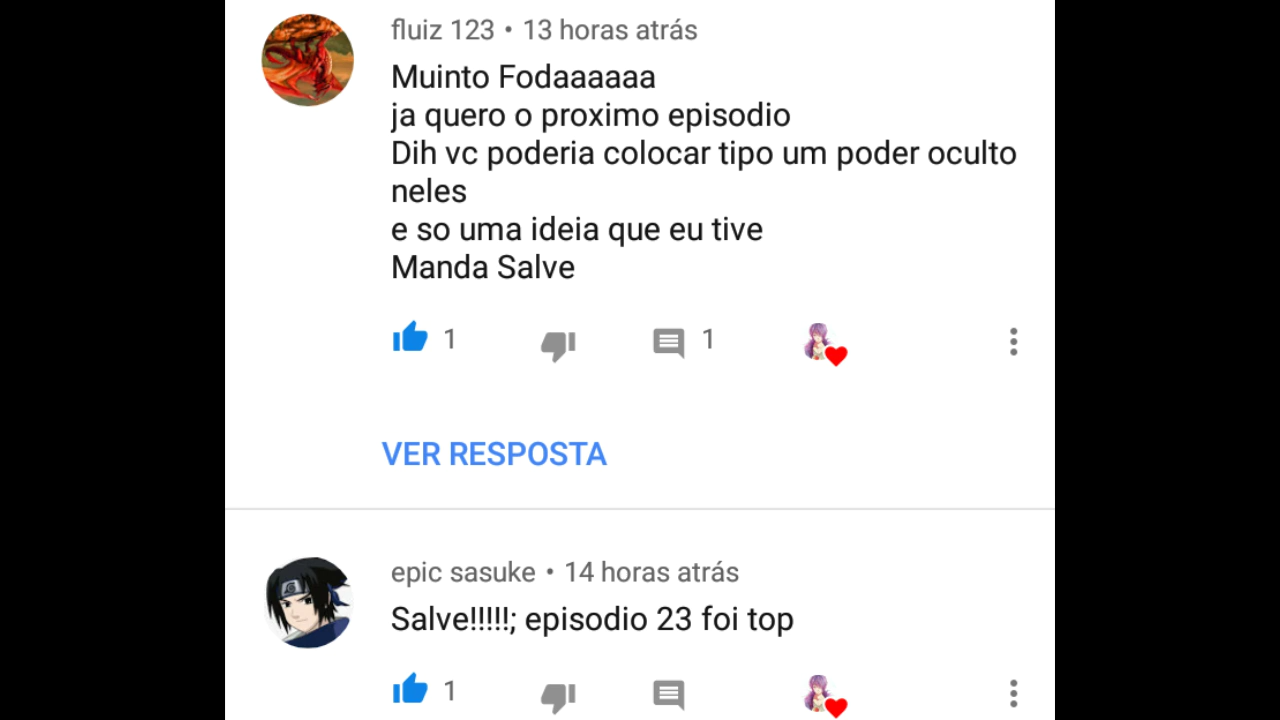 fluiz 123 • 13 horas atrás
Muinto Fodaaaaaa
ja quero o proximo episodio
Dih vc poderia colocar tipo um poder oculto
neles
e so uma ideia que eu tive
Manda Salve
1 1
VER RESPOSTA
epic sasuke • 14 horas atrás
Salve!!!!!; episodio 23 foi top
1